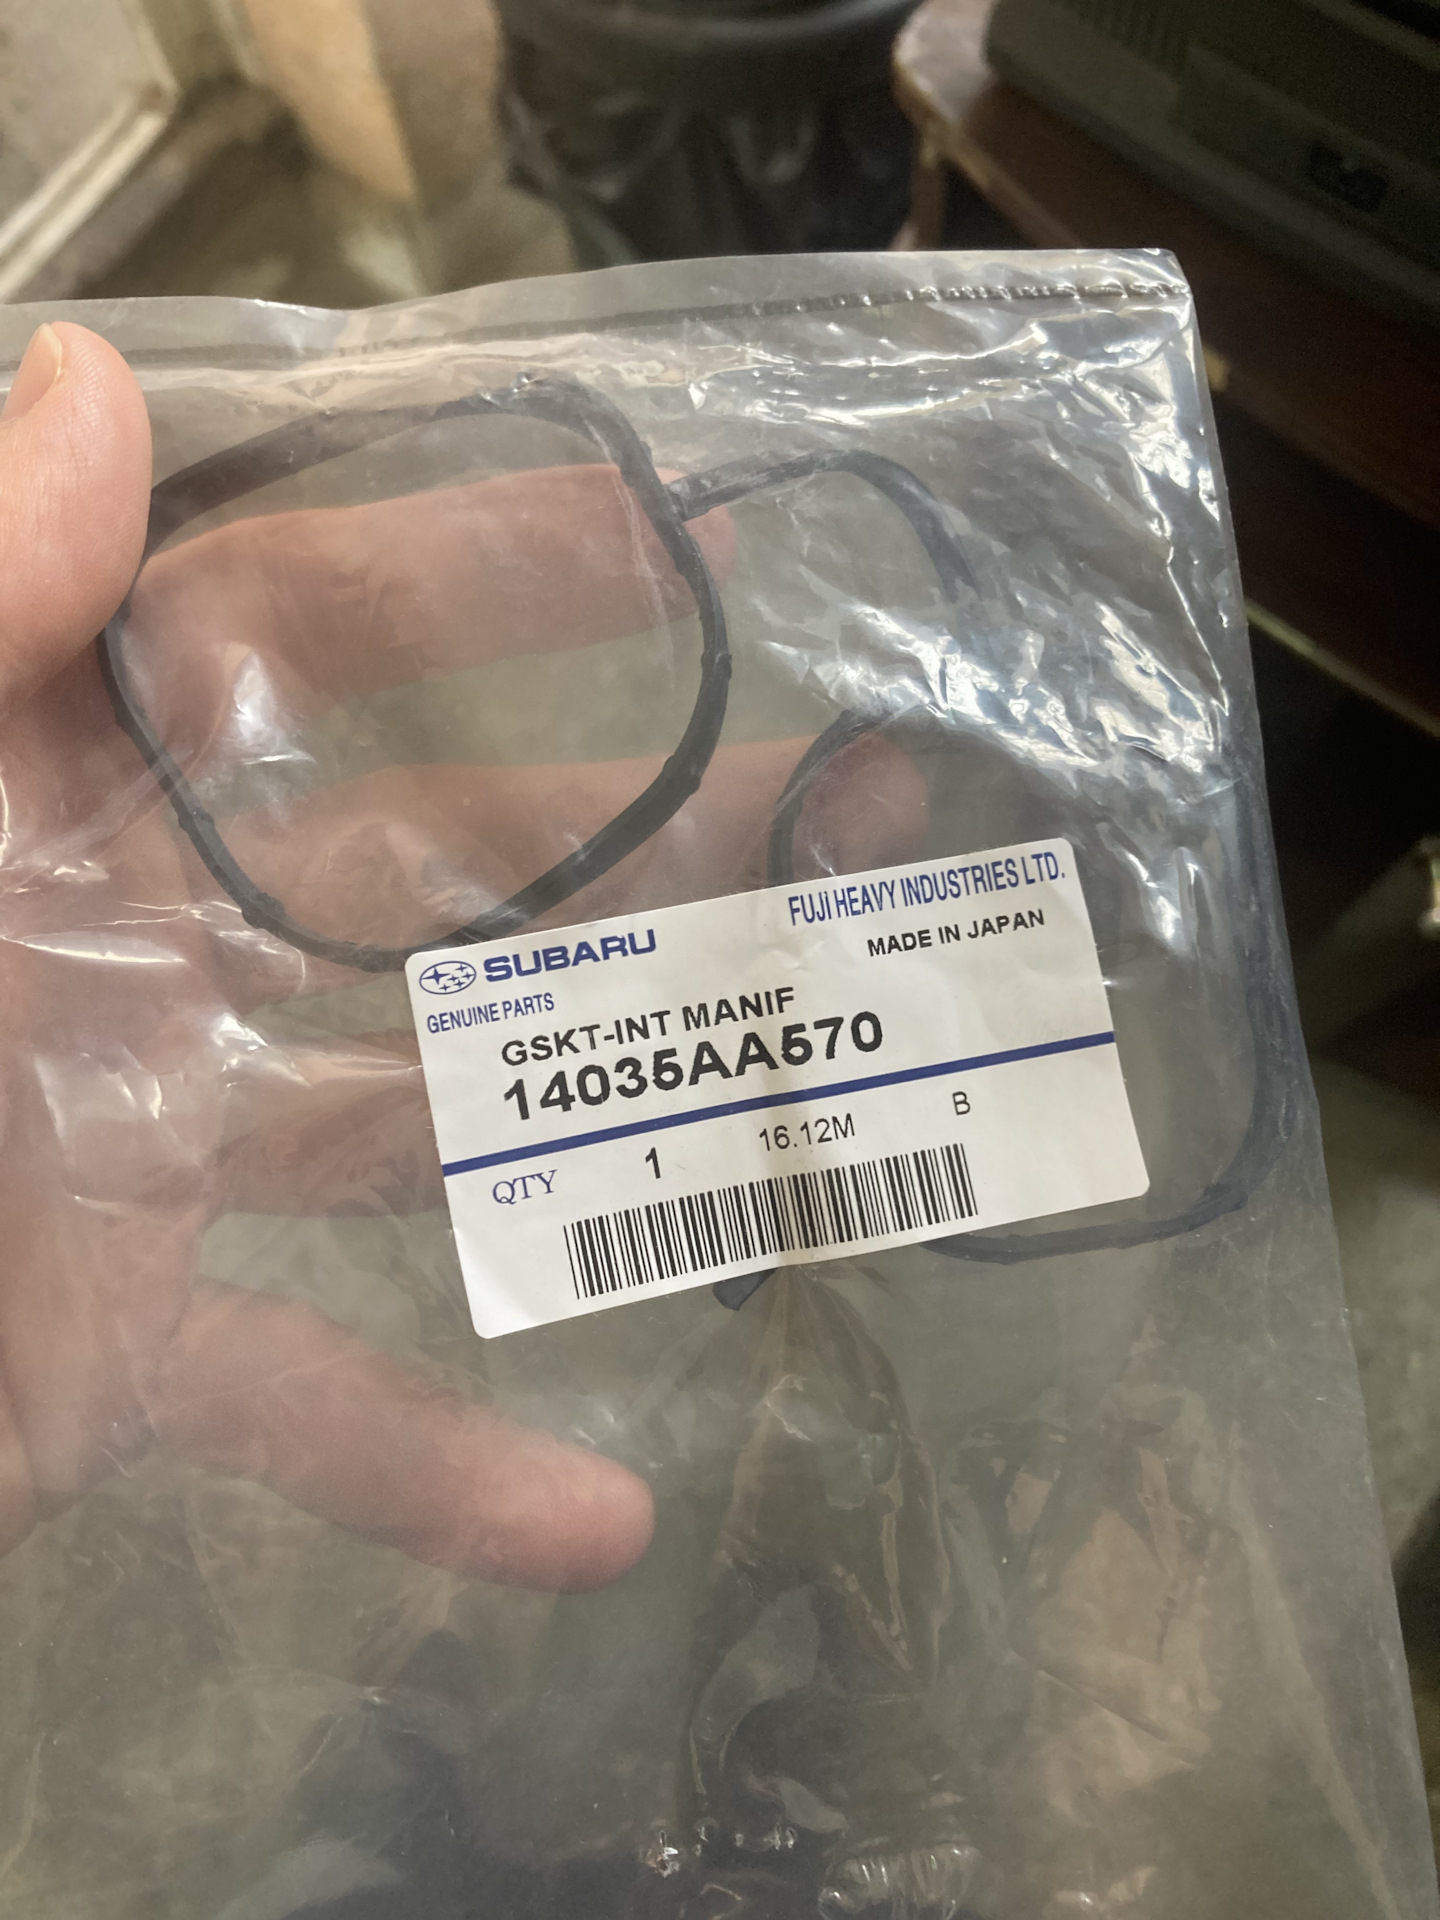 SUBARU
FUJI HEAVY INDUSTRIES LTD.
GENUINE PARTS
MADE IN JAPAN
GSKT-INT MANIF
14035AA570
QTY 1 16.12M B